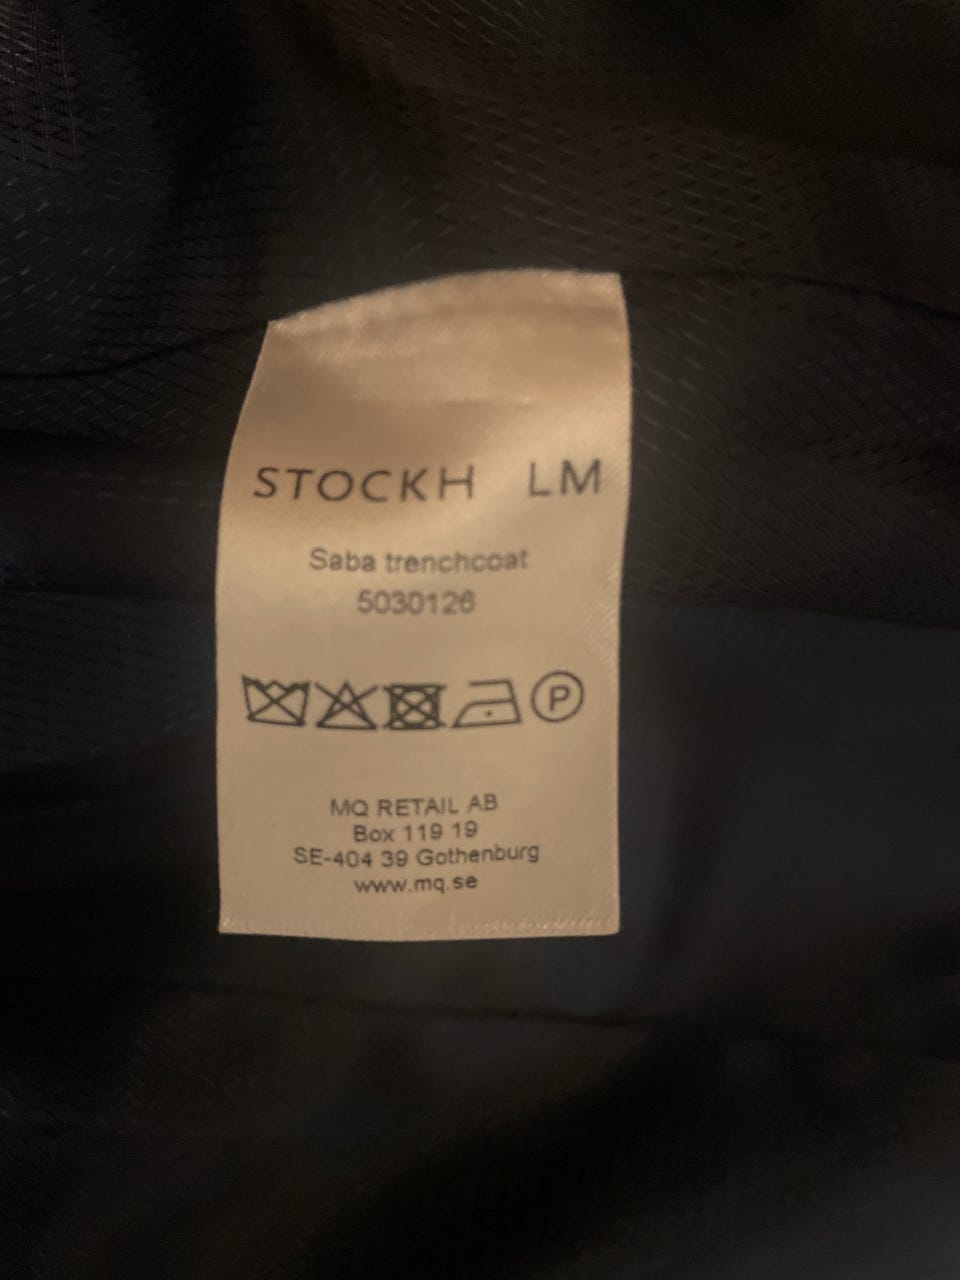 STOCKH LM
Saba trenchcoat
5030126
P
MQ RETAIL AB
Box 119 19
SE-404 39 Gothenburg
www.mq.se